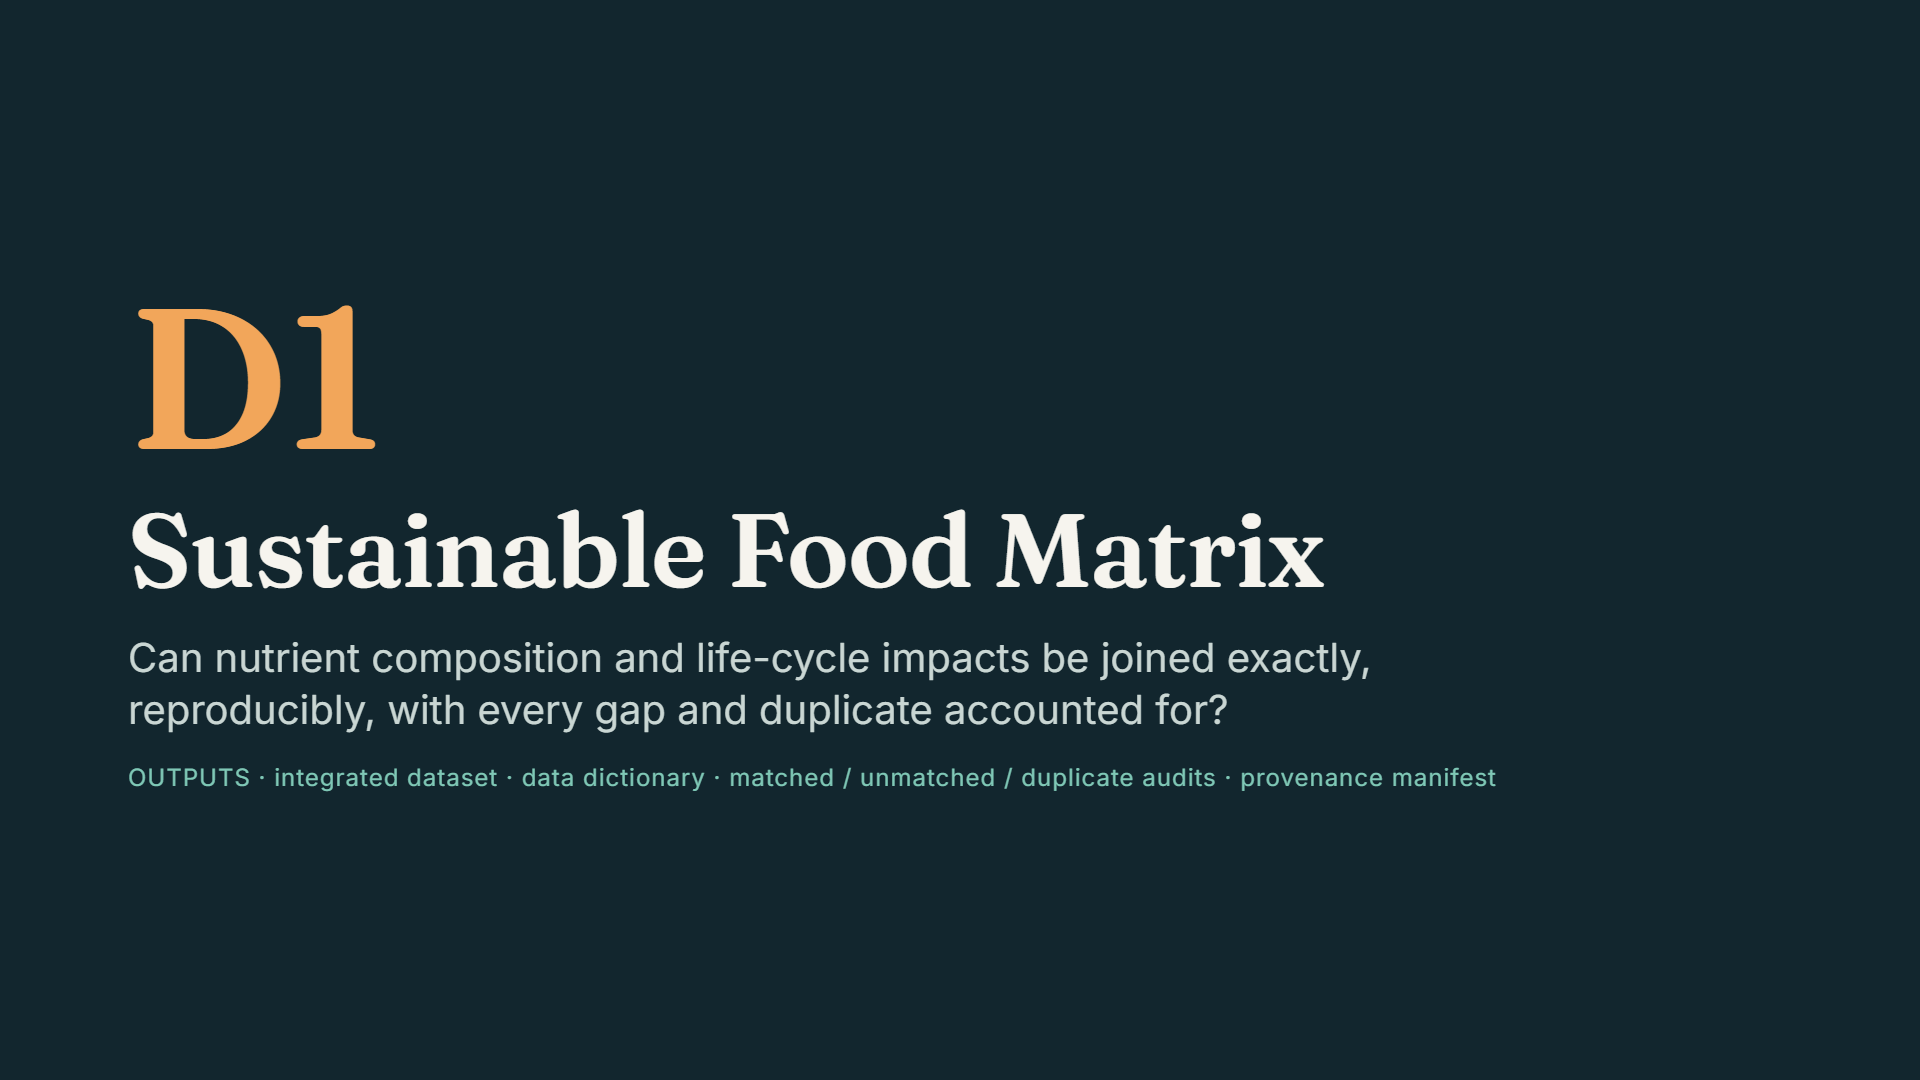 D1
Sustainable Food Matrix
Can nutrient composition and life-cycle impacts be joined exactly,
reproducibly, with every gap and duplicate accounted for?
OUTPUTS · integrated dataset · data dictionary · matched / unmatched / duplicate audits · provenance manifest